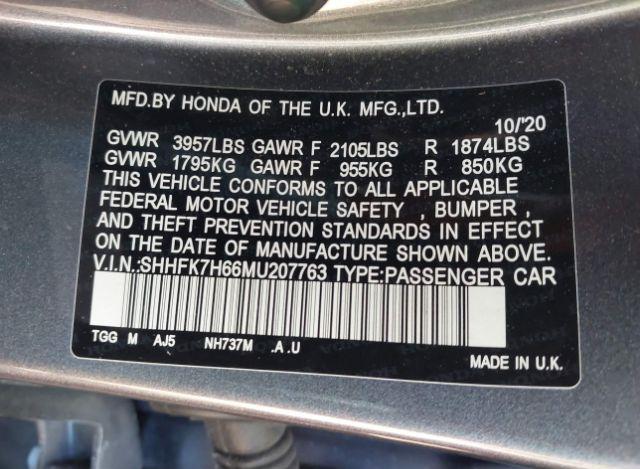 MFD.BY HONDA OF THE U.K. MFG.,LTD.
10/'20
GVWR 3957LBS GAWR F 2105LBS R 1874LBS
GVWR 1795KG GAWR F 955KG R 850KG
THIS VEHICLE CONFORMS TO ALL APPLICABLE
FEDERAL MOTOR VEHICLE SAFETY , BUMPER ,
AND THEFT PREVENTION STANDARDS IN EFFECT
ON THE DATE OF MANUFACTURE SHOWN ABOVE.
V.I.N.:SHHFK7H66MU207763 TYPE:PASSENGER CAR
TGG M AJ5 NH737M .A .U
MADE IN U.K.